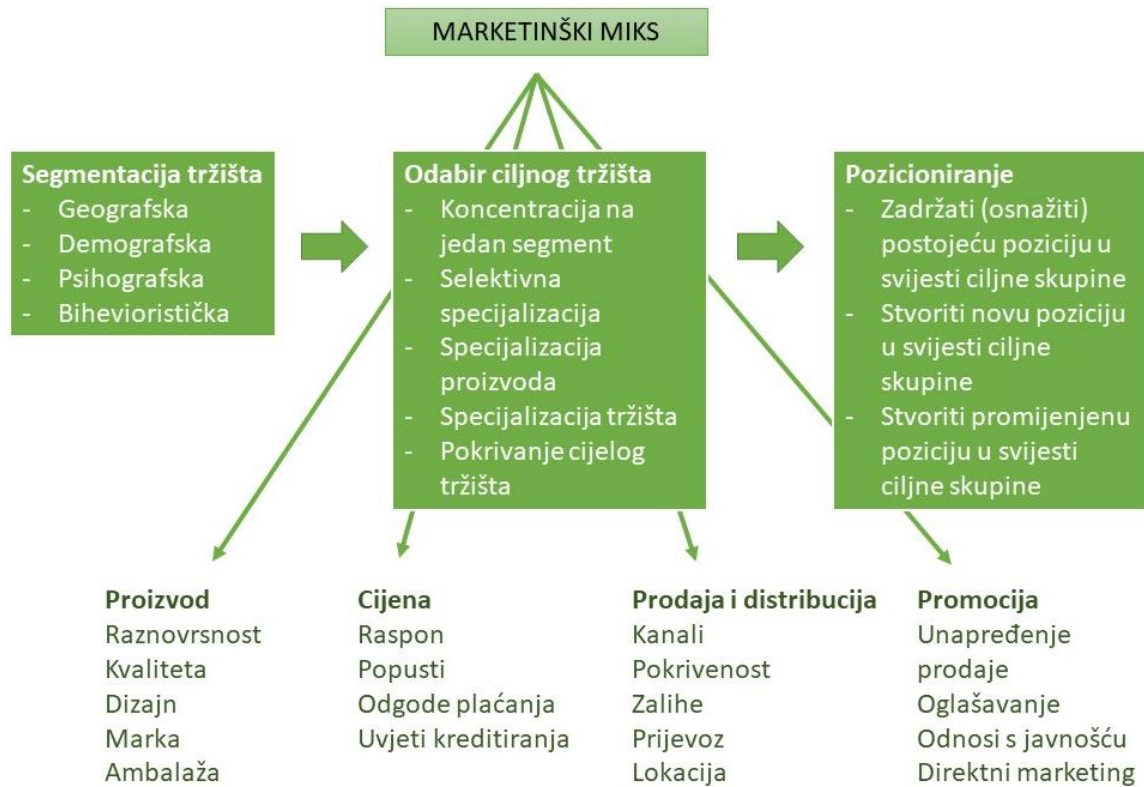 MARKETINŠKI MIKS
Segmentacija tržišta
- Geografska
- Demografska
- Psihografska
- Bihevioristička
Odabir ciljnog tržišta
- Koncentracija na
jedan segment
- Selektivna
specijalizacija
- Specijalizacija
proizvoda
- Specijalizacija tržišta
- Pokrivanje cijelog
tržišta
Pozicioniranje
- Zadržati (osnažiti)
postojeću poziciju u
svijesti ciljne skupine
- Stvoriti novu poziciju
u svijesti ciljne
skupine
- Stvoriti promijenjenu
poziciju u svijesti
ciljne skupine
Proizvod
Raznovrsnost
Kvaliteta
Dizajn
Marka
Ambalaža
Cijena
Raspon
Popusti
Odgode plaćanja
Uvjeti kreditiranja
Prodaja i distribucija
Kanali
Pokrivenost
Zalihe
Prijevoz
Lokacija
Promocija
Unapređenje
prodaje
Oglašavanje
Odnosi s javnošću
Direktni marketing